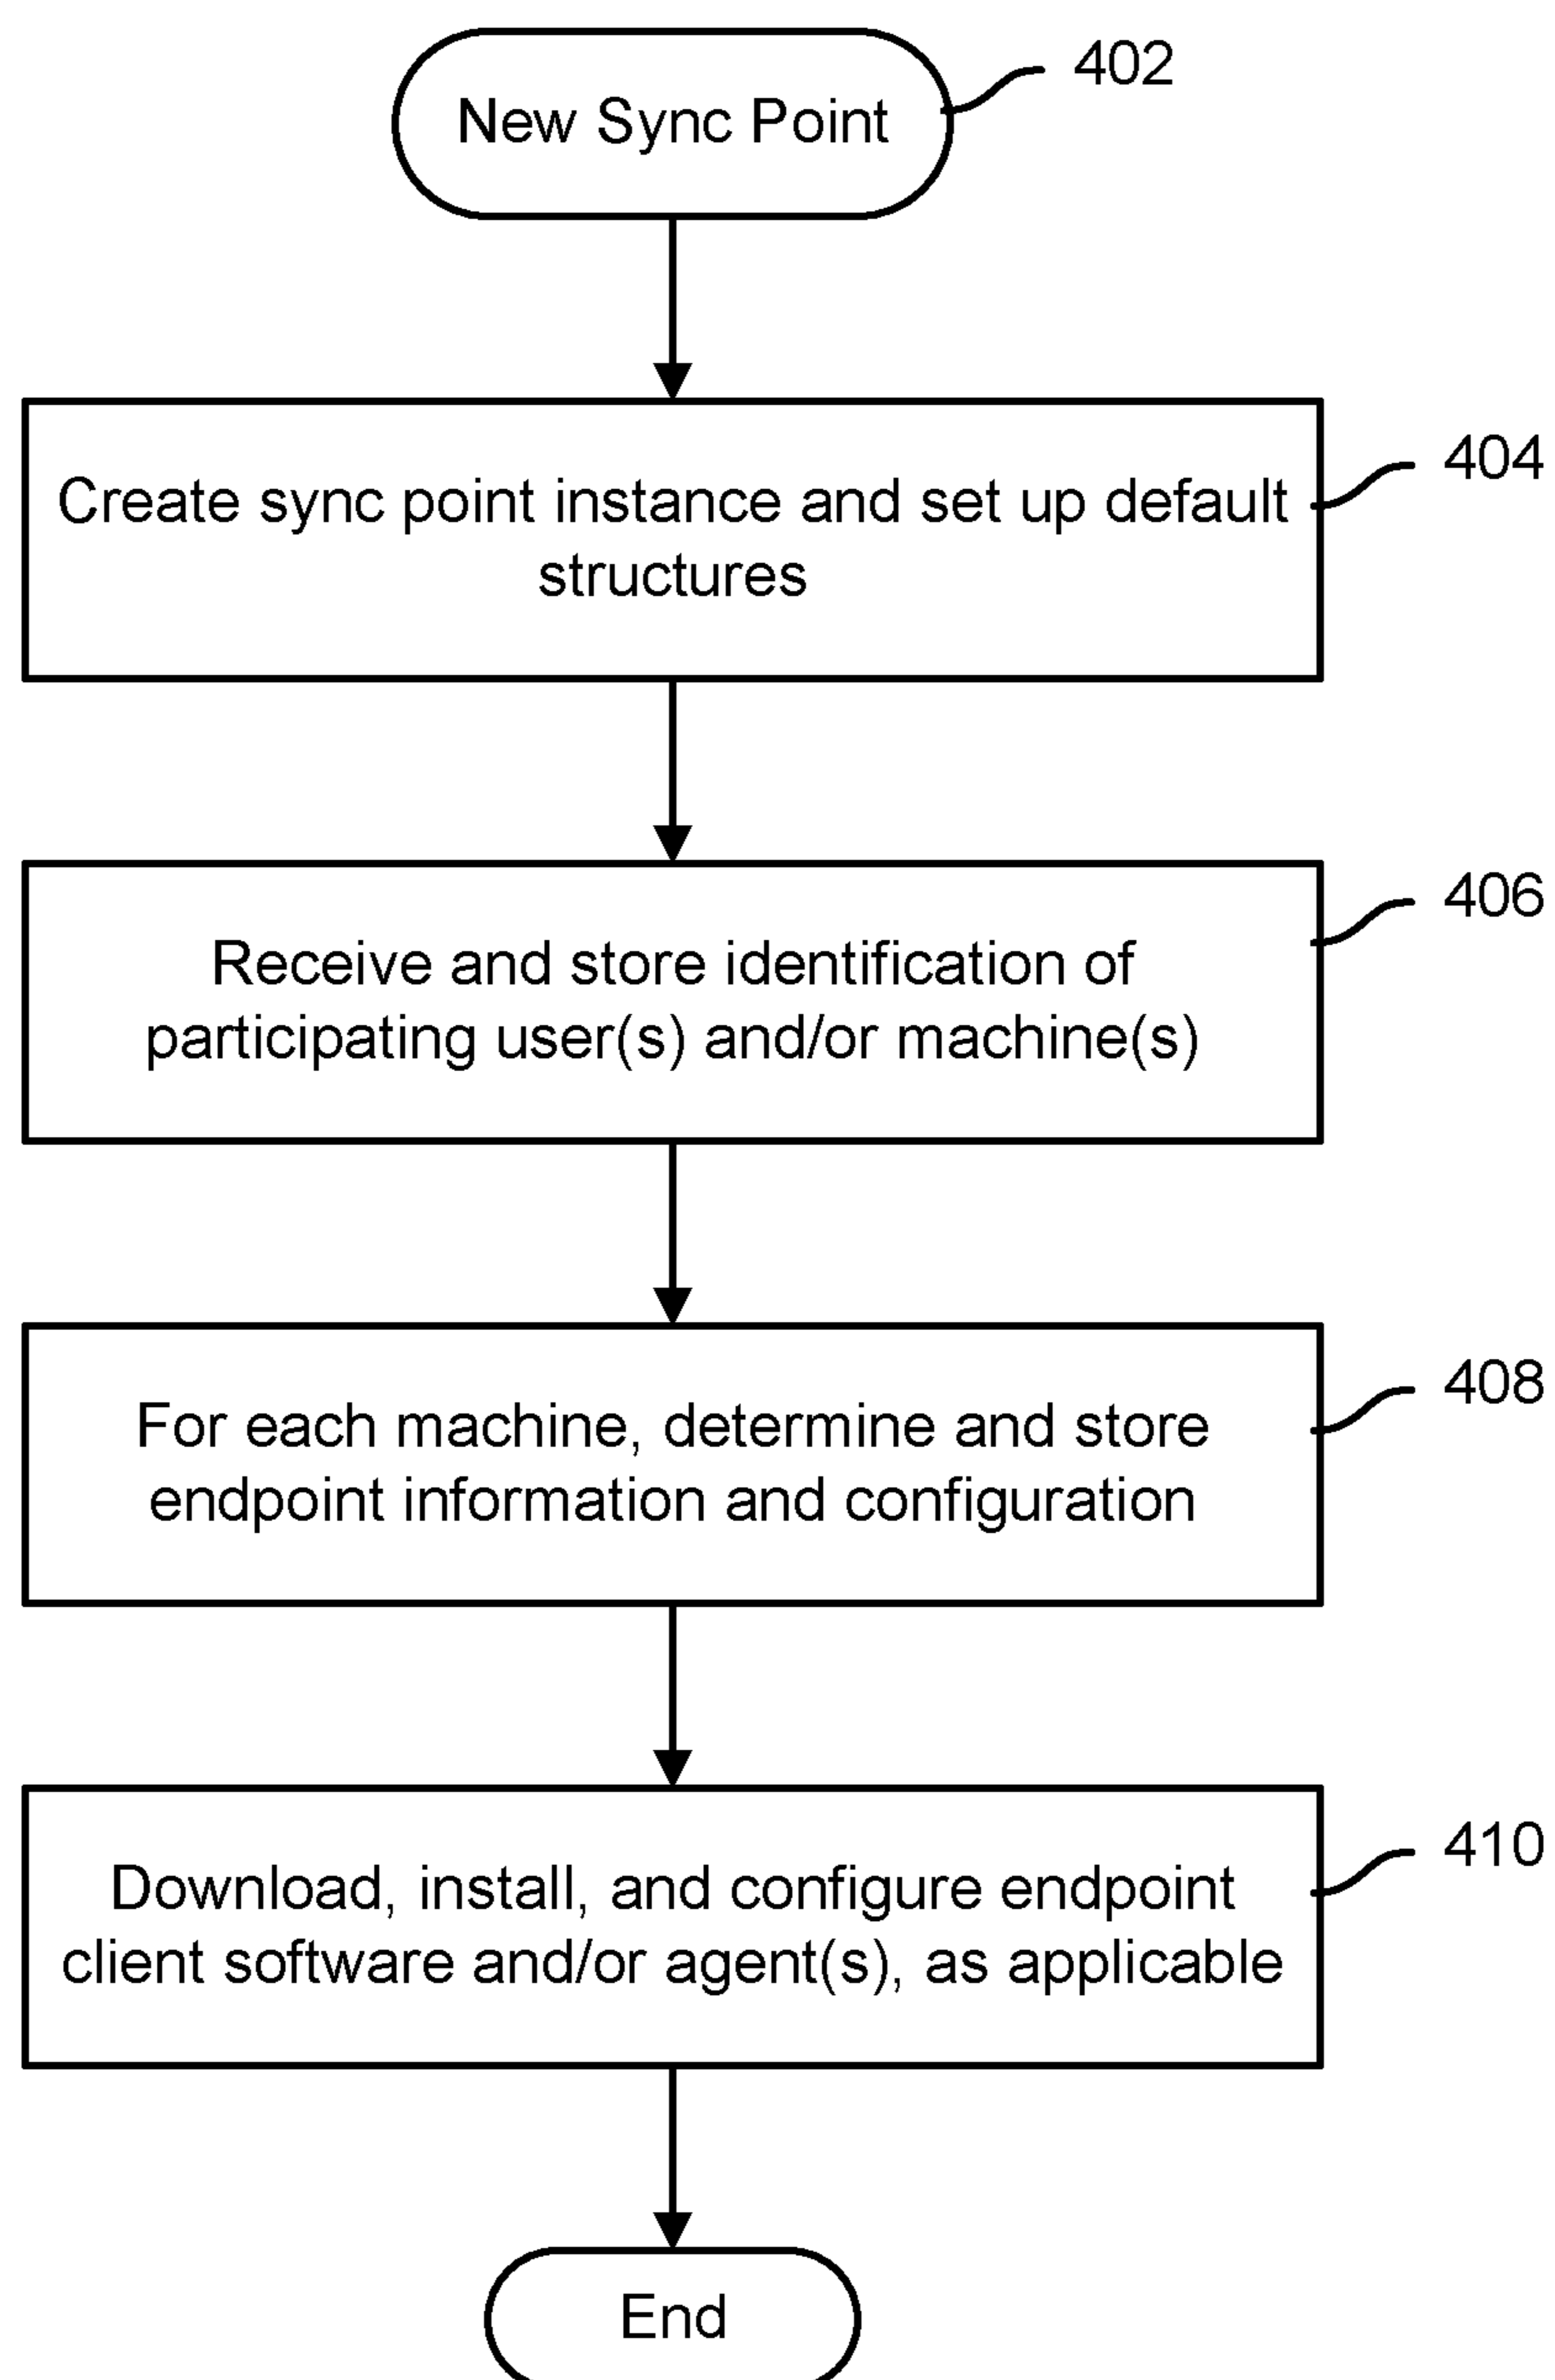 New Sync Point
402
Create sync point instance and set up default
structures
404
Receive and store identification of
participating user(s) and/or machine(s)
406
For each machine, determine and store
endpoint information and configuration
408
Download, install, and configure endpoint
client software and/or agent(s), as applicable
410
End